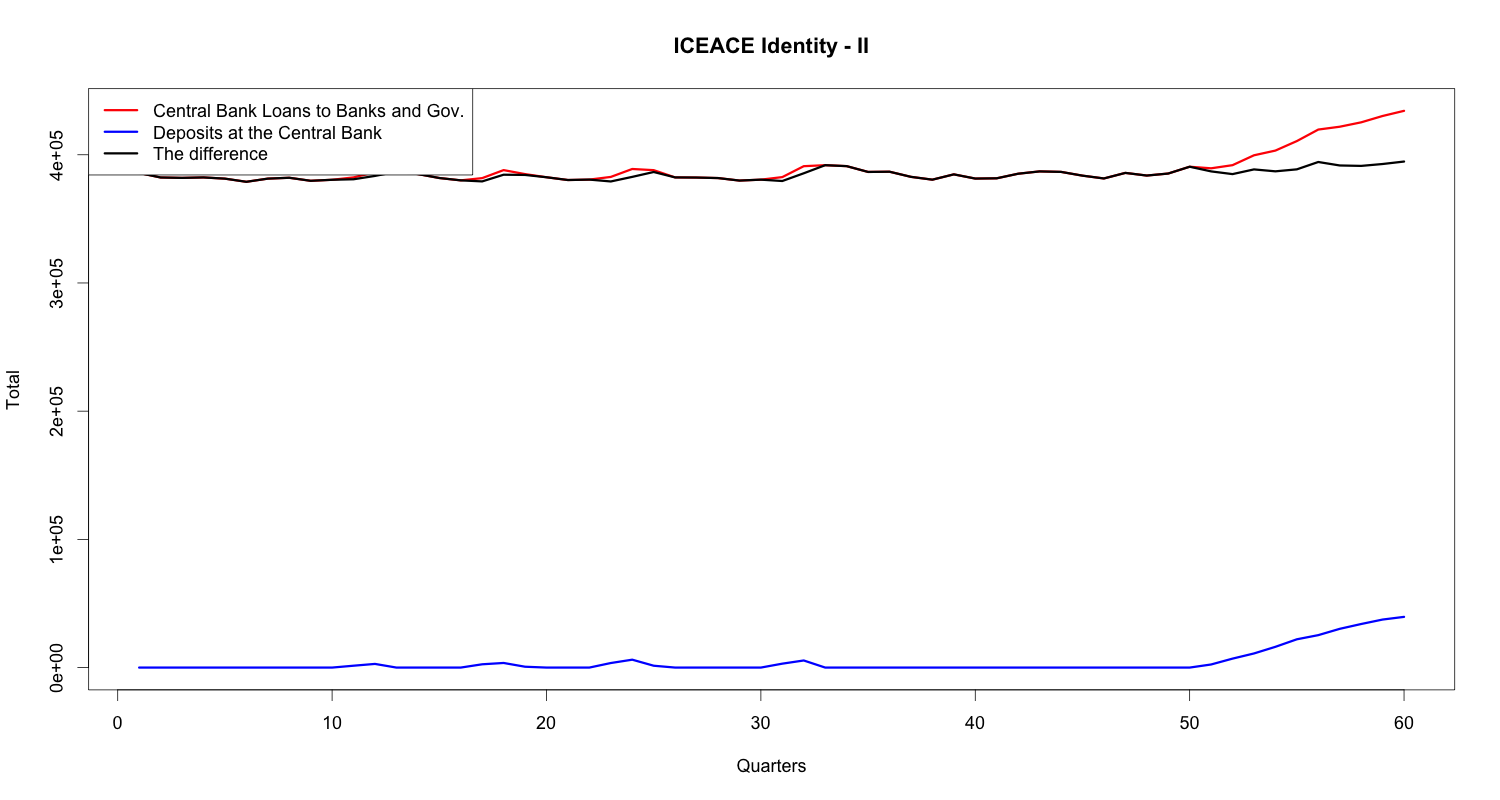 ICEACE Identity - II
Central Bank Loans to Banks and Gov.
Deposits at the Central Bank
The difference
Total
4e+05
3e+05
2e+05
1e+05
0e+00
0 10 20 30 40 50 60
Quarters